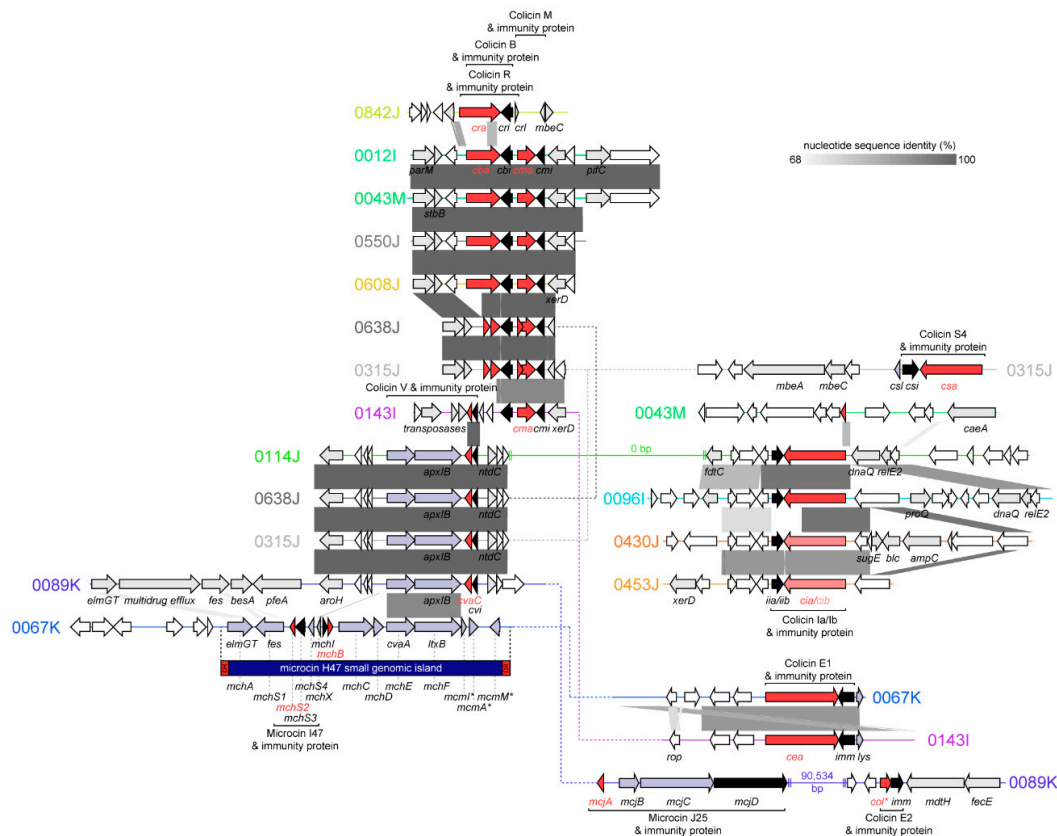 Colicin M
& immunity protein
Colicin B
& immunity protein
Colicin R
& immunity protein
0842J
cra cri crl mbeC
nucleotide sequence identity (%)
68 100
0012I
parM cba cbi cma cmi pifC
0043M
stbB
0550J
0608J
xerD
0638J
Colicin S4
& immunity protein
0315J
mbeA mbeC csl csi csa
0315J
Colicin V & immunity protein
0143I
transposases cma cmi xerD
0043M
caeA
0114J
apxIB ntdC
0 bp
fdtC dnaQ relE2
0638J
apxIB ntdC
0096I
proQ dnaQ relE2
0315J
apxIB ntdC
0430J
sugE blc ampC
0089K
elmGT multidrug efflux fes besA pfeA aroH apxIB cvaC cvi
0453J
xerD iia/iib cia/cib
Colicin Ia/Ib
& immunity protein
0067K
elmGT fes mchI mchB cvaA ltxB
microcin H47 small genomic island
mchA mchS1 mchS2 mchS3 mchS4 mchX mchC mchD mchE mchF mcmI* mcmA* mcmM*
Microcin I47
& immunity protein
Colicin E1
& immunity protein
0067K
0143I
rop cea imm lys
90,534
bp
0089K
mcjA mcjB mcjC mcjD col* imm mdtH fecE
Microcin J25
& immunity protein
Colicin E2
& immunity protein